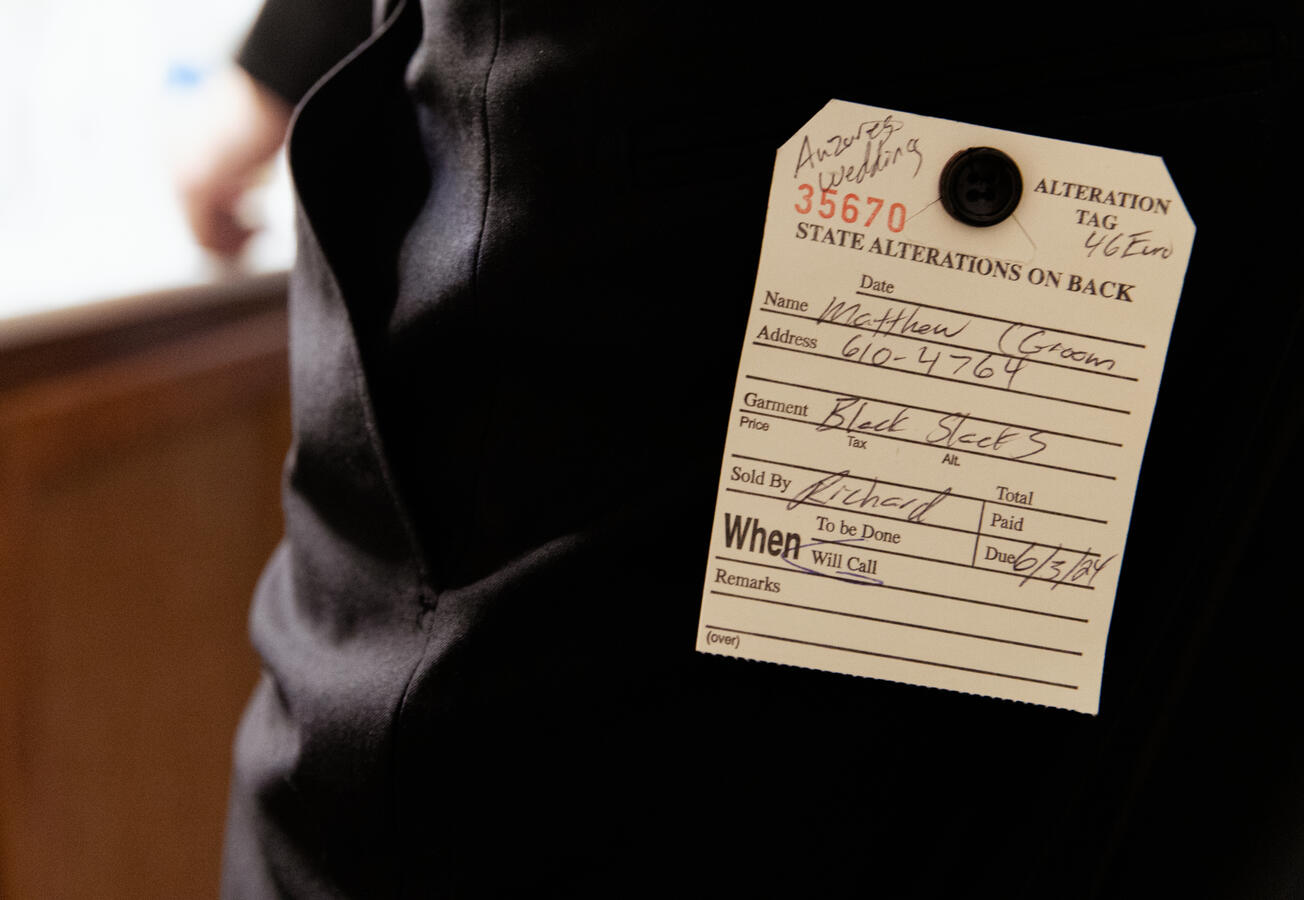 Anzures
wedding
35670
ALTERATION
TAG
46 Euro
STATE ALTERATIONS ON BACK
Date
Name Matthew (Groom
Address 610-4764
Garment Black Slacks
Price Tax Alt.
Sold By Richard Total
Paid
When To be Done
Will Call Due 6/3/24
Remarks
(over)